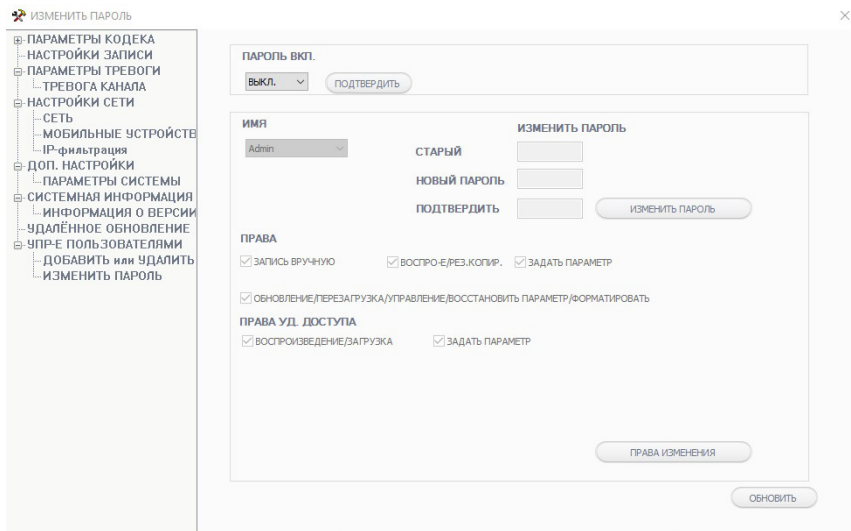 ИЗМЕНИТЬ ПАРОЛЬ
ПАРАМЕТРЫ КОДЕКА
НАСТРОЙКИ ЗАПИСИ
ПАРАМЕТРЫ ТРЕВОГИ
ТРЕВОГА КАНАЛА
НАСТРОЙКИ СЕТИ
СЕТЬ
МОБИЛЬНЫЕ УСТРОЙСТВ
IP-фильтрация
ДОП. НАСТРОЙКИ
ПАРАМЕТРЫ СИСТЕМЫ
СИСТЕМНАЯ ИНФОРМАЦИЯ
ИНФОРМАЦИЯ О ВЕРСИИ
УДАЛЁННОЕ ОБНОВЛЕНИЕ
УПР-Е ПОЛЬЗОВАТЕЛЯМИ
ДОБАВИТЬ или УДАЛИТЬ
ИЗМЕНИТЬ ПАРОЛЬ
ПАРОЛЬ ВКЛ.
ВЫКЛ. ПОДТВЕРДИТЬ
ИМЯ ИЗМЕНИТЬ ПАРОЛЬ
Admin СТАРЫЙ
НОВЫЙ ПАРОЛЬ
ПОДТВЕРДИТЬ ИЗМЕНИТЬ ПАРОЛЬ
ПРАВА
ЗАПИСЬ ВРУЧНУЮ ВОСПРО-Е/РЕЗ.КОПИР. ЗАДАТЬ ПАРАМЕТР
ОБНОВЛЕНИЕ/ПЕРЕЗАГРУЗКА/УПРАВЛЕНИЕ/ВОССТАНОВИТЬ ПАРАМЕТР/ФОРМАТИРОВАТЬ
ПРАВА УД. ДОСТУПА
ВОСПРОИЗВЕДЕНИЕ/ЗАГРУЗКА ЗАДАТЬ ПАРАМЕТР
ПРАВА ИЗМЕНЕНИЯ
ОБНОВИТЬ